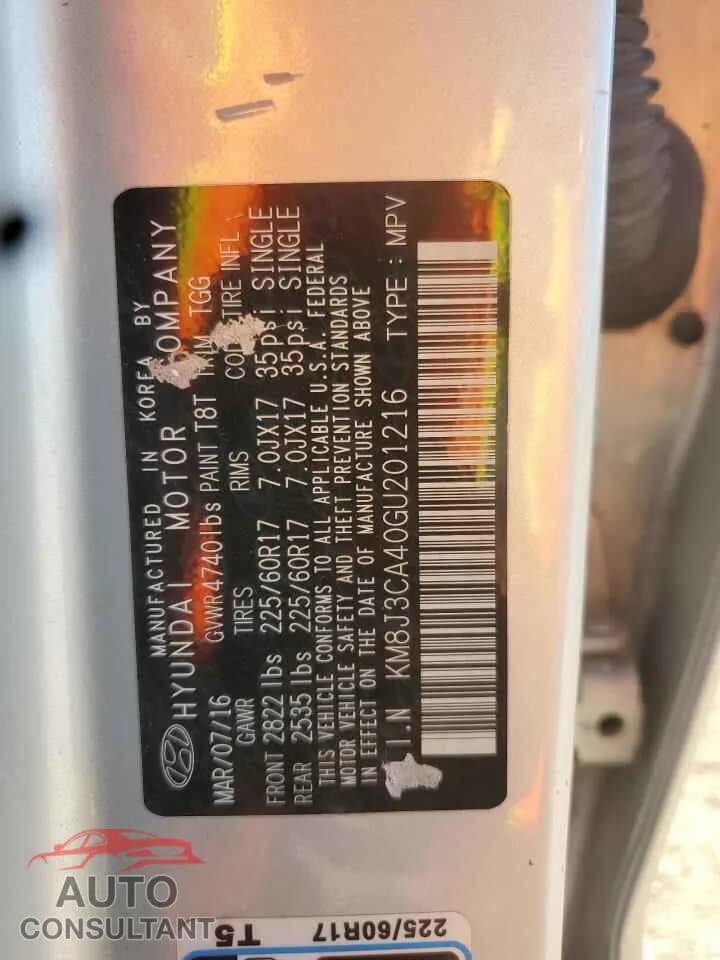 MANUFACTURED IN KOREA BY
HYUNDAI MOTOR COMPANY
MAR/07/16 GVWR 4740lbs PAINT T8T TRIM TGG
GAWR TIRES RMS COLD TIRE INFL
FRONT 2822 lbs 225/60R17 7.0JX17 35psi SINGLE
REAR 2535 lbs 225/60R17 7.0JX17 35psi SINGLE
THIS VEHICLE CONFORMS TO ALL APPLICABLE U.S.A. FEDERAL
MOTOR VEHICLE SAFETY AND THEFT PREVENTION STANDARDS
IN EFFECT ON THE DATE OF MANUFACTURE SHOWN ABOVE
I.N KM8J3CA40GU201216 TYPE : MPV
AUTO
CONSULTANT
225/60R17 T5